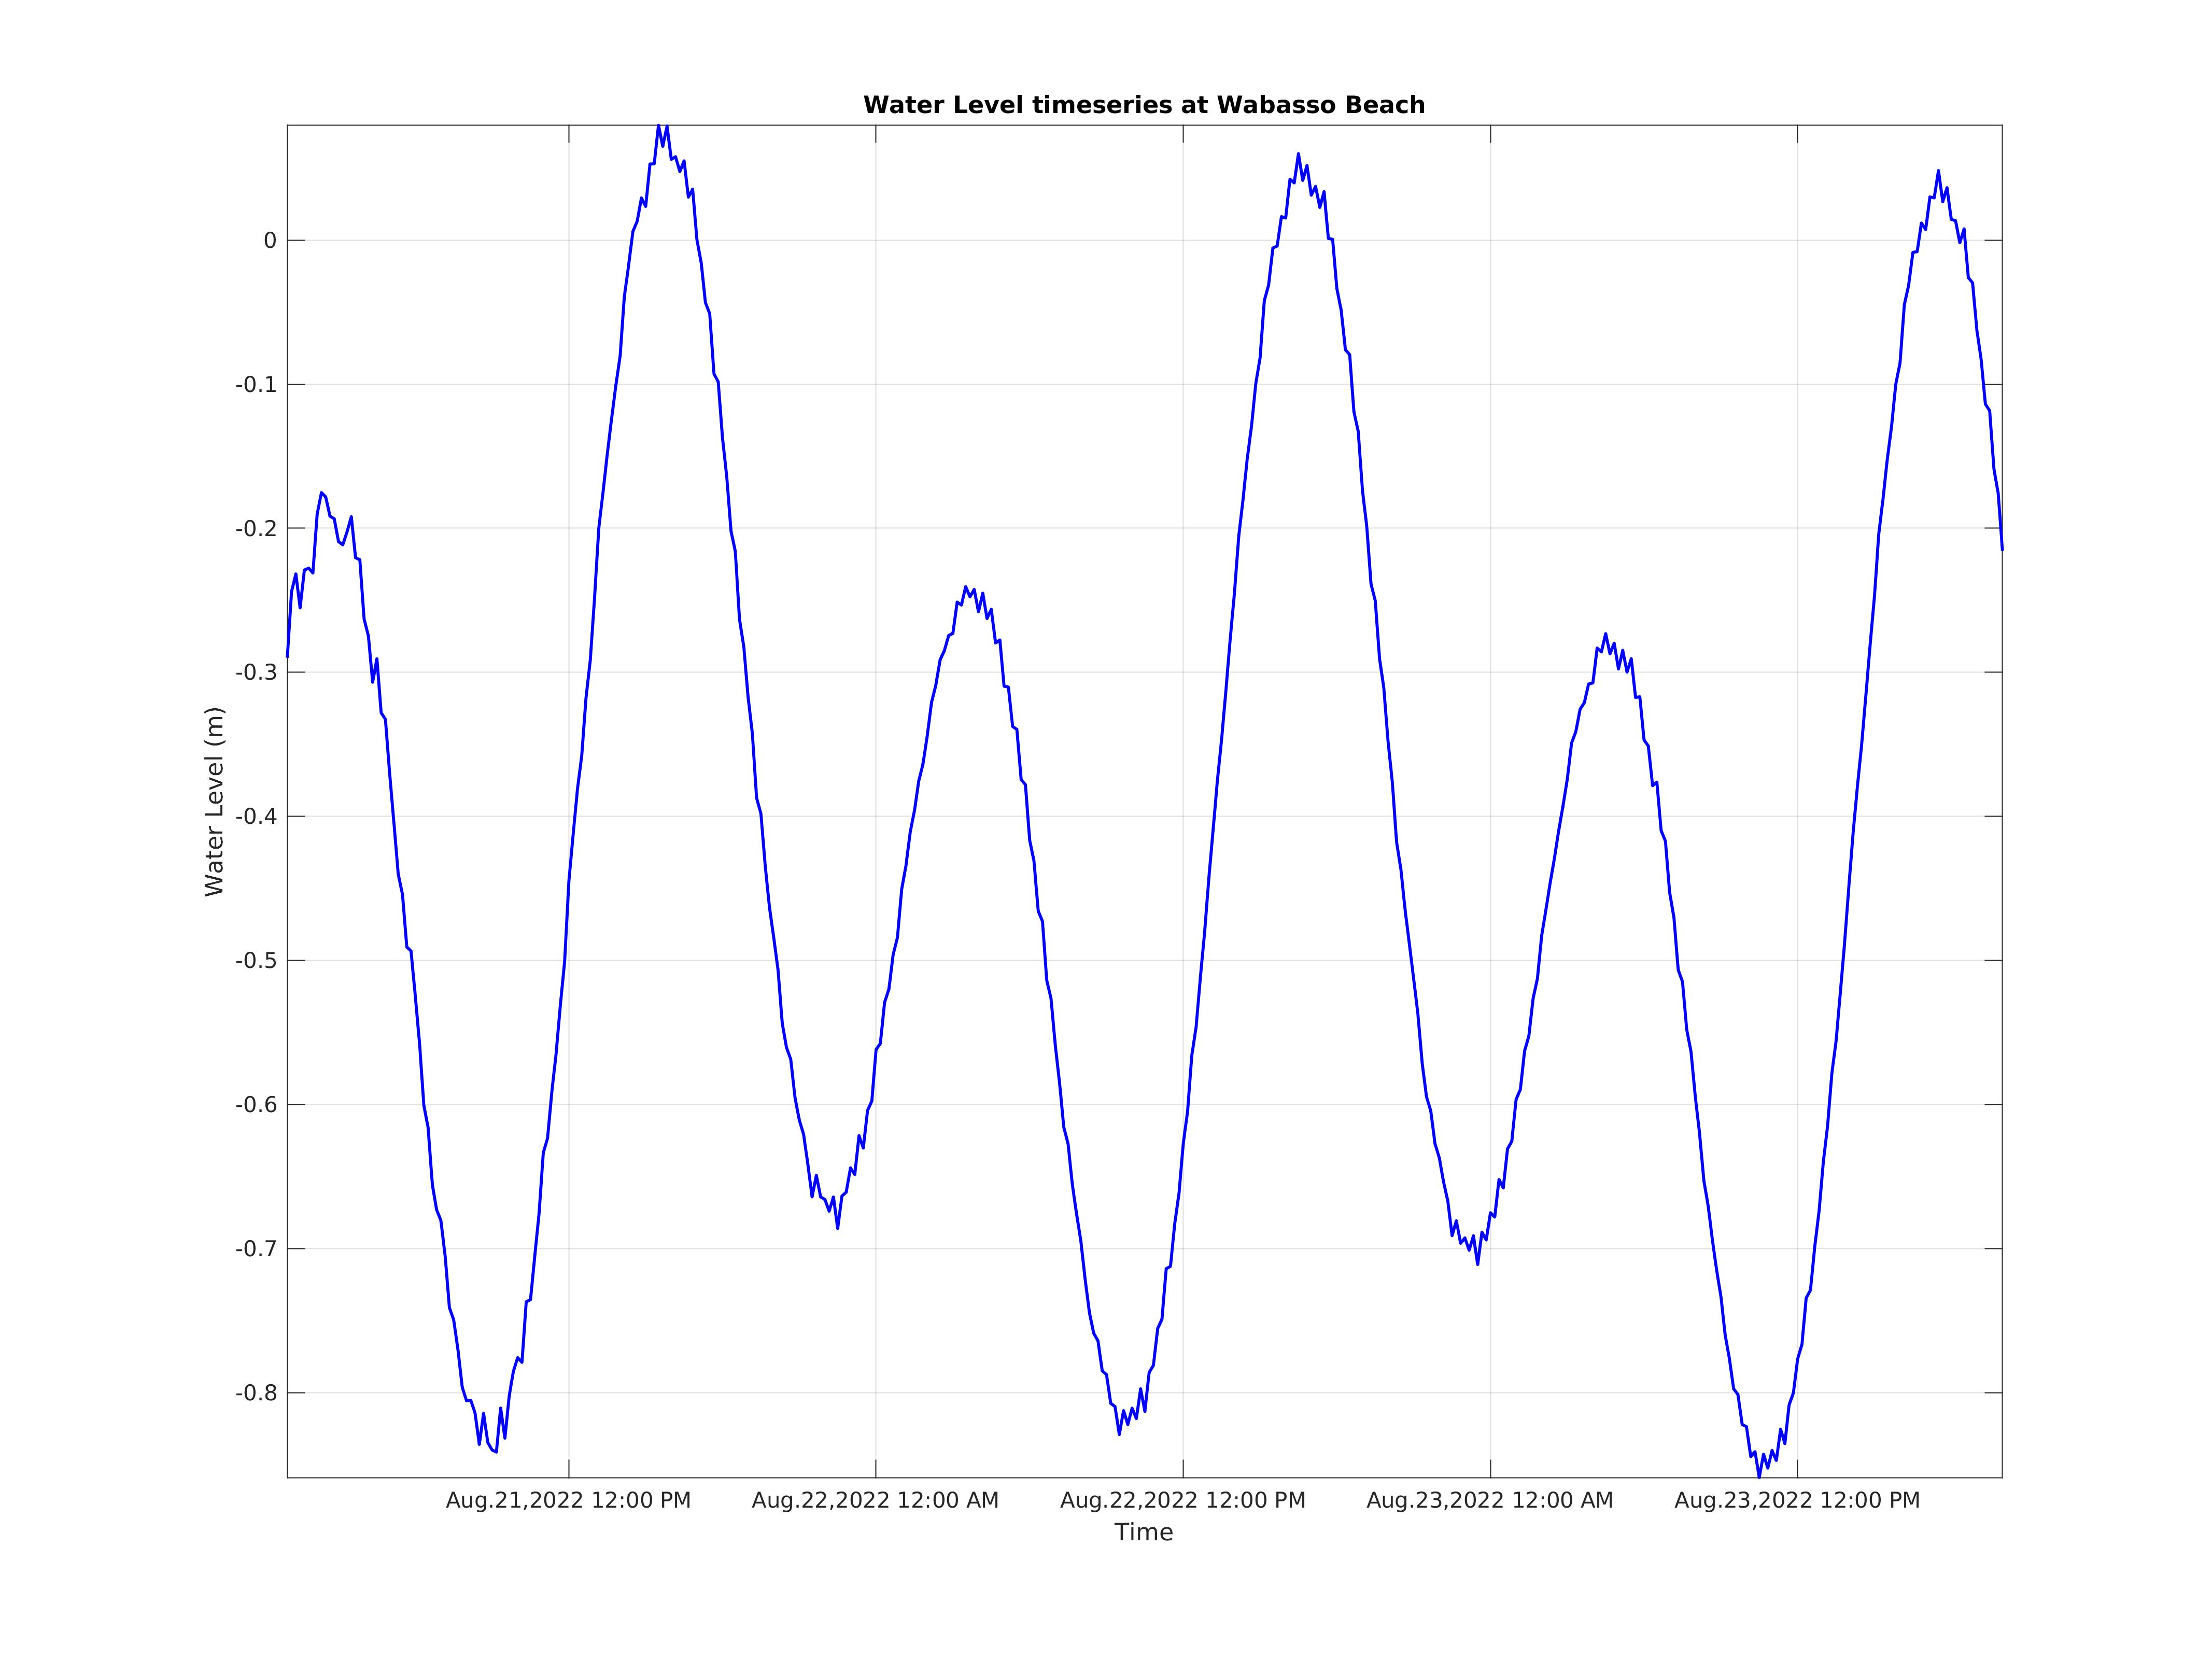 Water Level timeseries at Wabasso Beach
0
-0.1
-0.2
-0.3
-0.4
-0.5
-0.6
-0.7
-0.8
Water Level (m)
Aug.21,2022 12:00 PM
Aug.22,2022 12:00 AM
Aug.22,2022 12:00 PM
Aug.23,2022 12:00 AM
Aug.23,2022 12:00 PM
Time